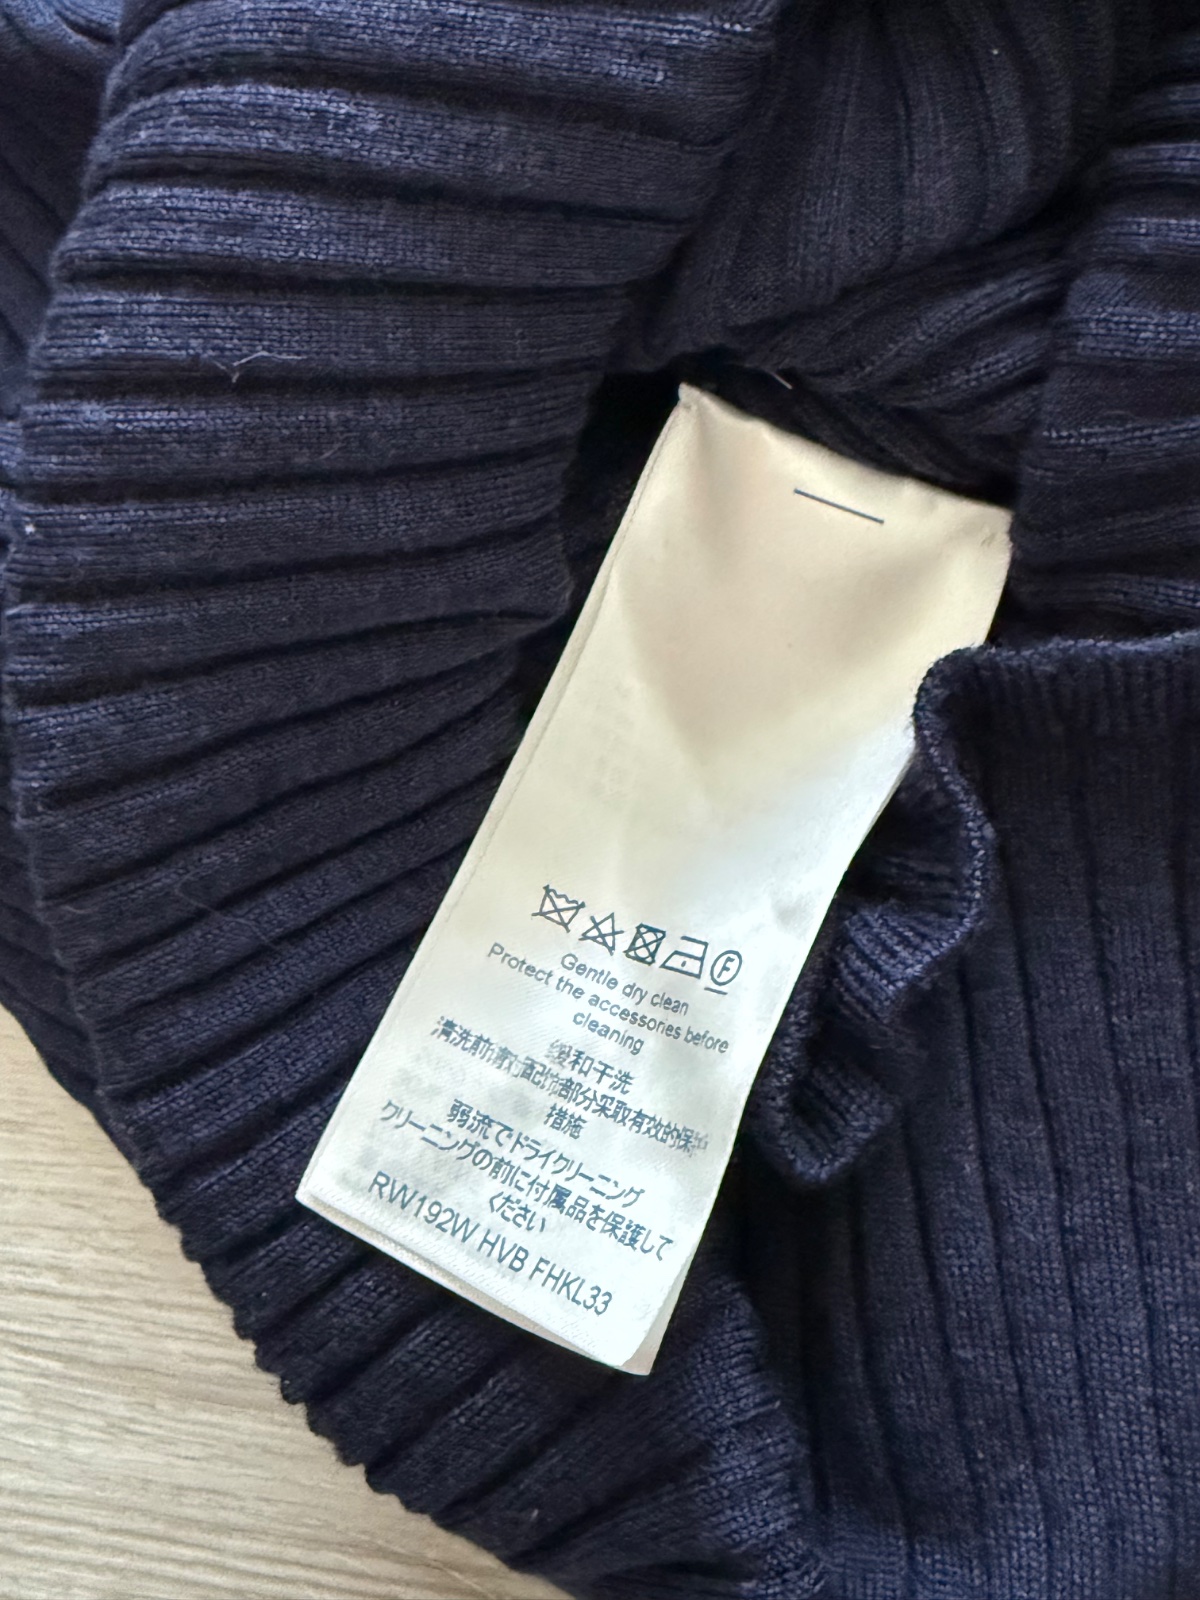 F
Gentle dry clean
Protect the accessories before
cleaning
缓和干洗
清洗前请对配饰部分采取有效的保护
措施
弱流でドライクリーニング
クリーニングの前に付属品を保護して
ください
RW192W HVB FHKL33